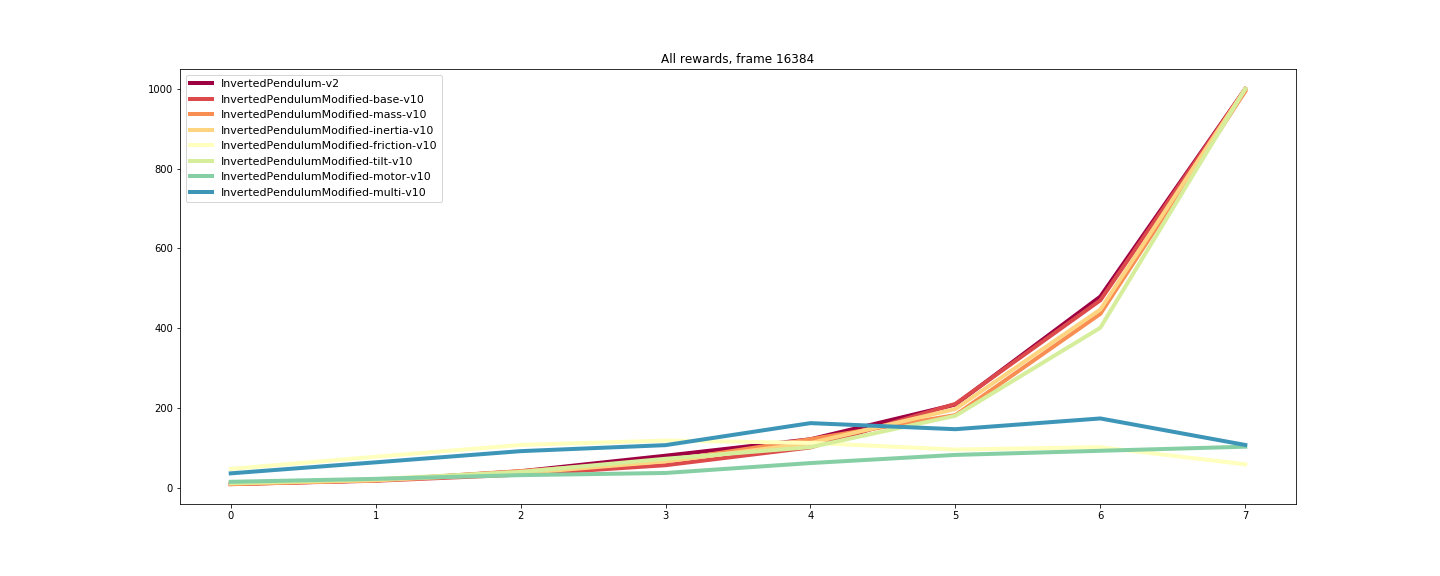 All rewards, frame 16384
InvertedPendulum-v2
InvertedPendulumModified-base-v10
InvertedPendulumModified-mass-v10
InvertedPendulumModified-inertia-v10
InvertedPendulumModified-friction-v10
InvertedPendulumModified-tilt-v10
InvertedPendulumModified-motor-v10
InvertedPendulumModified-multi-v10
1000
800
600
400
200
0
0 1 2 3 4 5 6 7